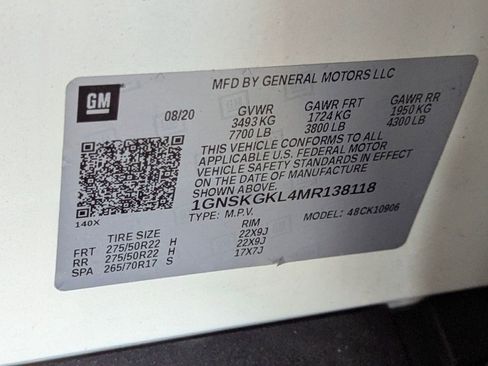 MFD BY GENERAL MOTORS LLC
GM
08/20 GVWR GAWR FRT GAWR RR
3493 KG 1724 KG 1950 KG
7700 LB 3800 LB 4300 LB
THIS VEHICLE CONFORMS TO ALL
APPLICABLE U.S. FEDERAL MOTOR
VEHICLE SAFETY STANDARDS IN EFFECT
ON THE DATE OF MANUFACTURE
SHOWN ABOVE.
1GNSKGKL4MR138118
140X
TYPE: M.P.V. MODEL: 48CK10906
TIRE SIZE RIM
FRT 275/50R22 H 22X9J
RR 275/50R22 H 22X9J
SPA 265/70R17 S 17X7J